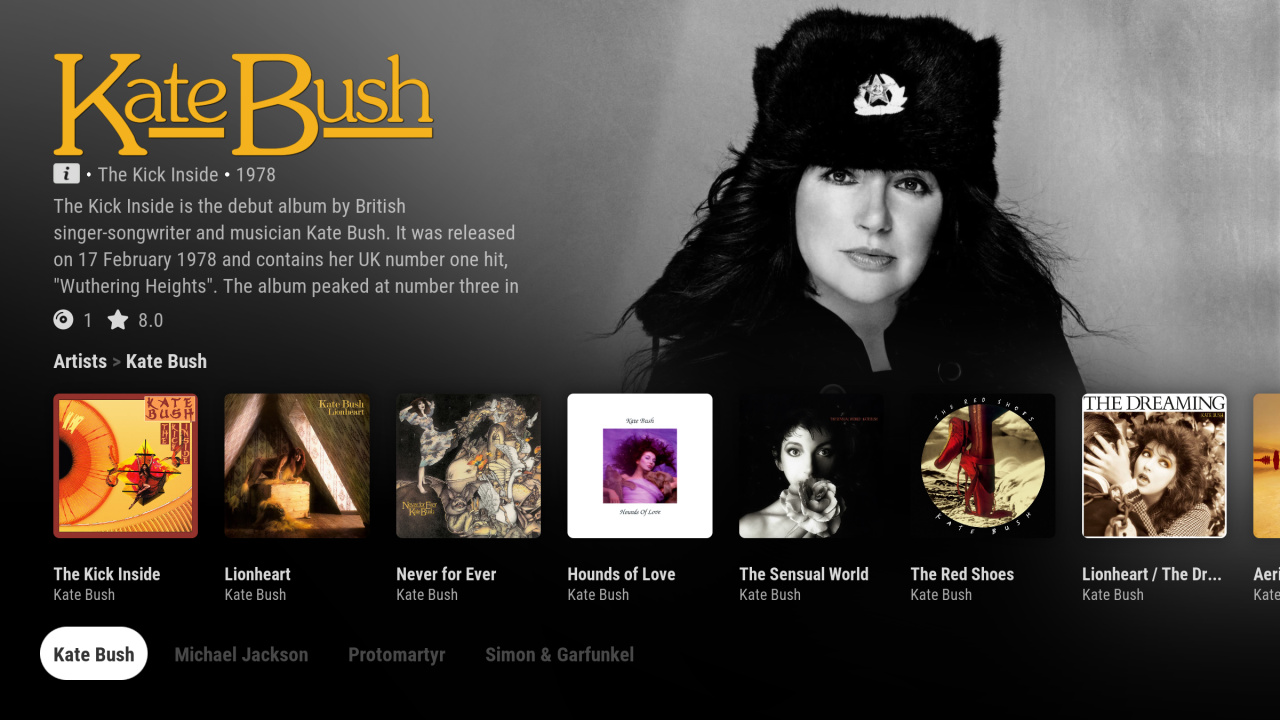 Kate Bush
i • The Kick Inside • 1978
The Kick Inside is the debut album by British
singer-songwriter and musician Kate Bush. It was released
on 17 February 1978 and contains her UK number one hit,
"Wuthering Heights". The album peaked at number three in
1 8.0
Artists > Kate Bush
KATE
BUSH
THE KICK INSIDE
Kate Bush
Lionheart
Never for Ever
Kate Bush
Kate Bush
Hounds Of Love
THE RED SHOES
KATE BUSH
THE DREAMING
KATE BUSH
The Kick Inside
Kate Bush
Lionheart
Kate Bush
Never for Ever
Kate Bush
Hounds of Love
Kate Bush
The Sensual World
Kate Bush
The Red Shoes
Kate Bush
Lionheart / The Dr...
Kate Bush
Aeri
Kate
Kate Bush Michael Jackson Protomartyr Simon & Garfunkel